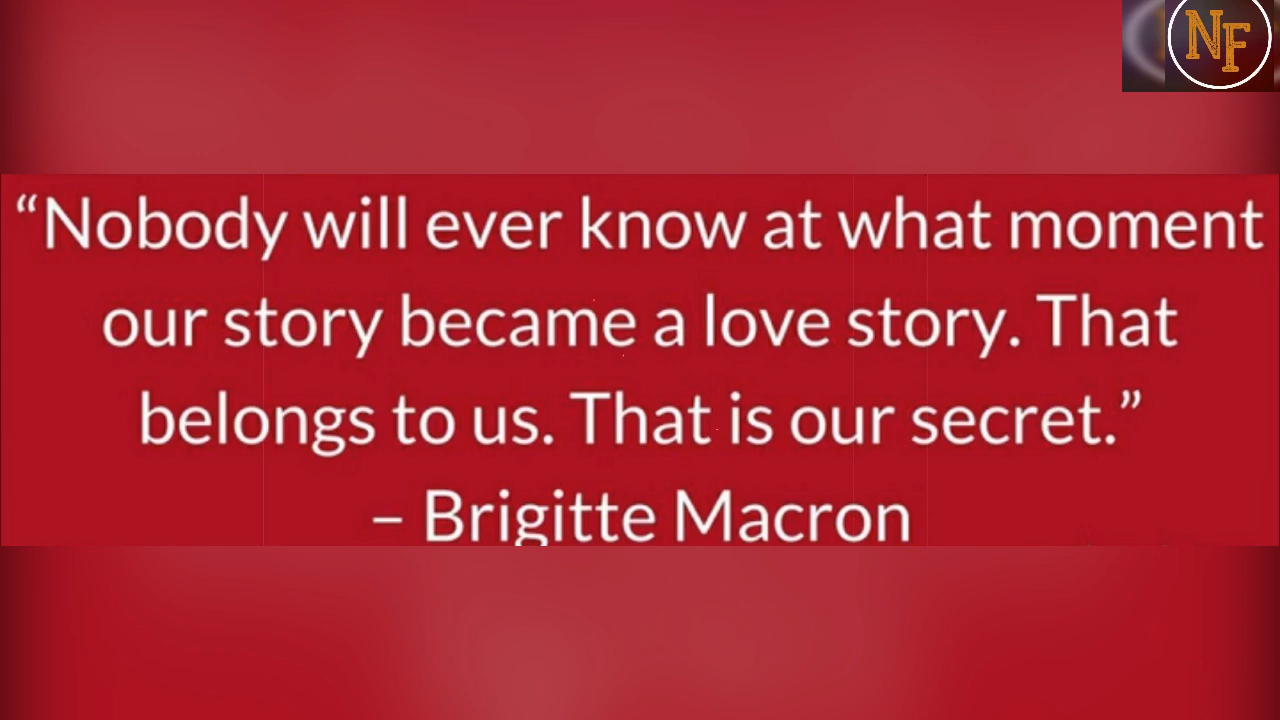 NF
“Nobody will ever know at what moment
our story became a love story. That
belongs to us. That is our secret.”
– Brigitte Macron